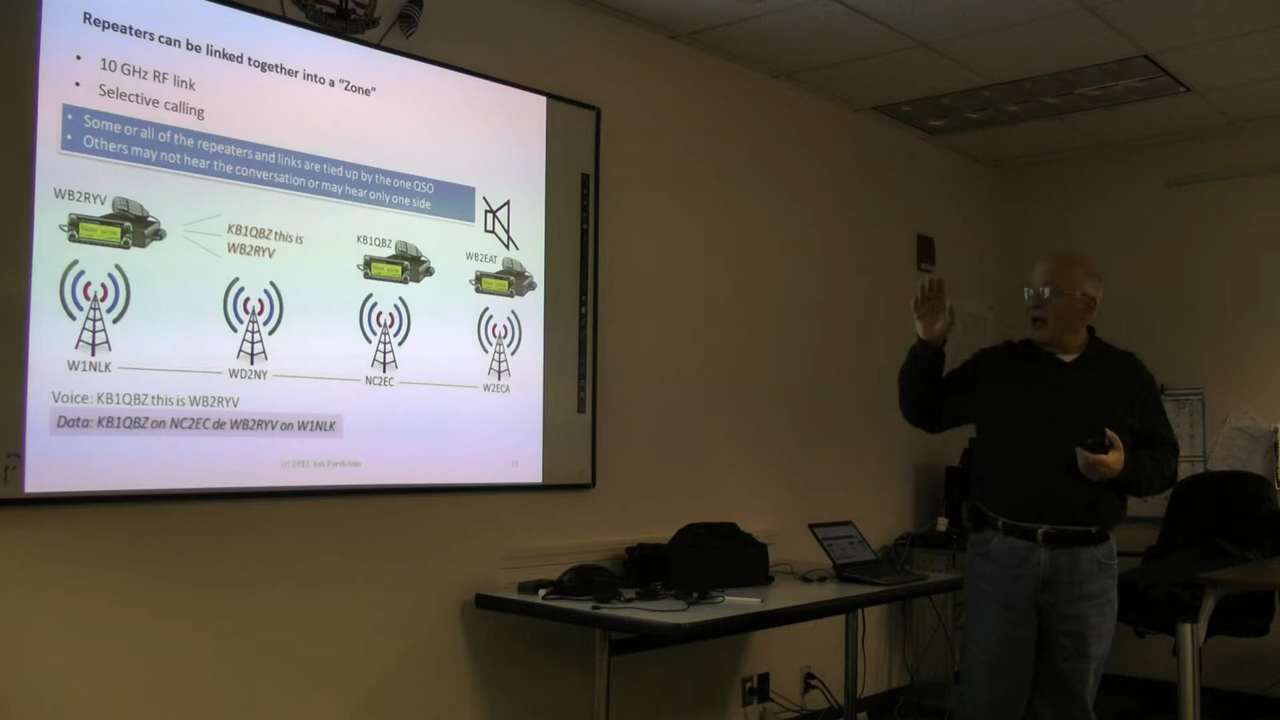 Repeaters can be linked together into a "Zone"
• 10 GHz RF link
• Selective calling
• Some or all of the repeaters and links are tied up by the one QSO
• Others may not hear the conversation or may hear only one side
WB2RYV
KB1QBZ this is
WB2RYV
KB1QBZ
WB2EAT
W1NLK
WD2NY
NC2EC
W2ECA
Voice: KB1QBZ this is WB2RYV
Data: KB1QBZ on NC2EC de WB2RYV on W1NLK